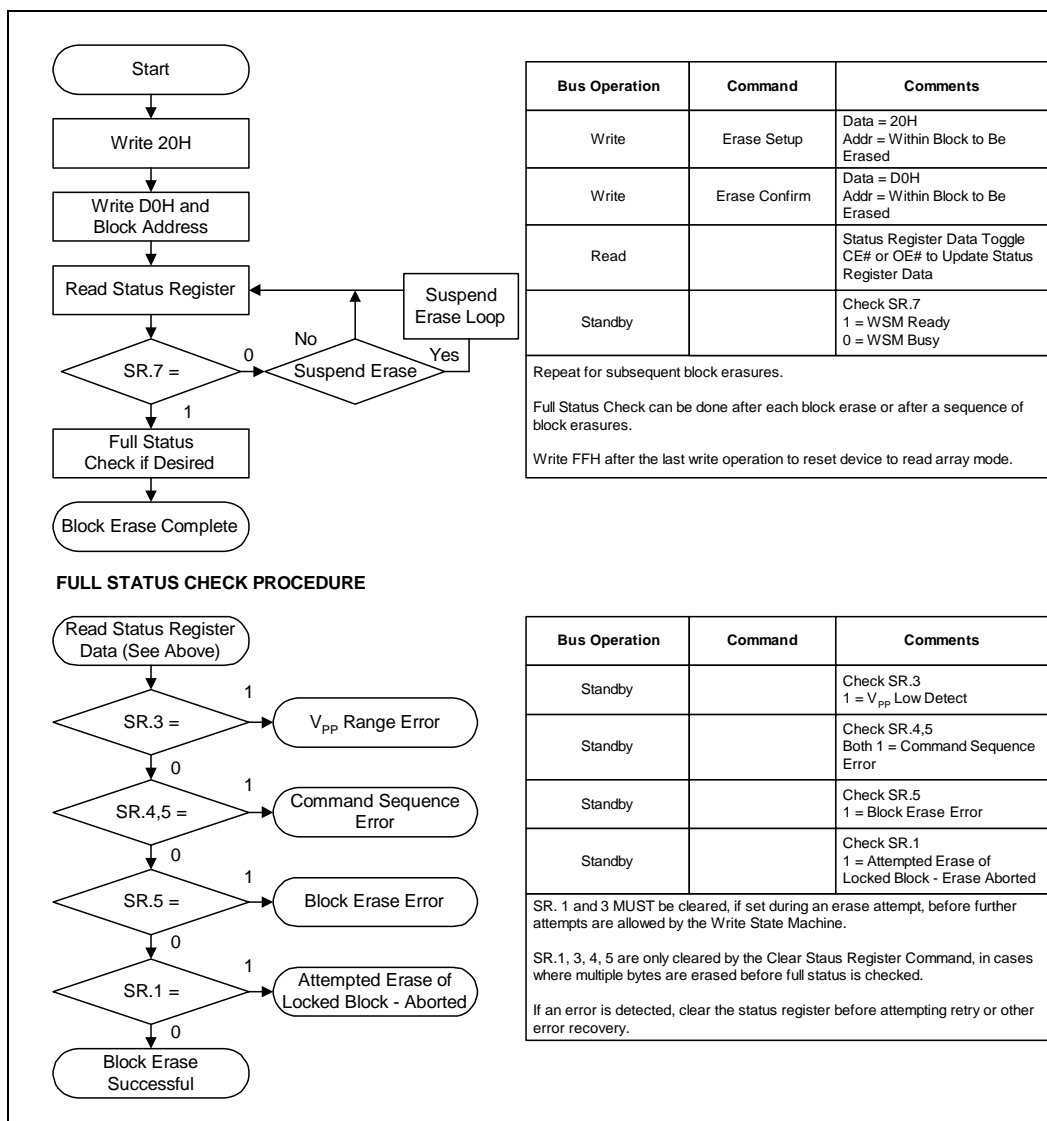 Start
Write 20H
Write D0H and
Block Address
Read Status Register
Suspend
Erase Loop
No
Yes
0
SR.7 =
Suspend Erase
1
Full Status
Check if Desired
Block Erase Complete
Bus Operation Command Comments
Write Erase Setup Data = 20H
Addr = Within Block to Be
Erased
Write Erase Confirm Data = D0H
Addr = Within Block to Be
Erased
Read Status Register Data Toggle
CE# or OE# to Update Status
Register Data
Standby Check SR.7
1 = WSM Ready
0 = WSM Busy
Repeat for subsequent block erasures.
Full Status Check can be done after each block erase or after a sequence of
block erasures.
Write FFH after the last write operation to reset device to read array mode.
FULL STATUS CHECK PROCEDURE
Read Status Register
Data (See Above)
1
SR.3 =
V_PP Range Error
0
1
SR.4,5 =
Command Sequence
Error
0
1
SR.5 =
Block Erase Error
0
1
SR.1 =
Attempted Erase of
Locked Block - Aborted
0
Block Erase
Successful
Bus Operation Command Comments
Standby Check SR.3
1 = V_PP Low Detect
Standby Check SR.4,5
Both 1 = Command Sequence
Error
Standby Check SR.5
1 = Block Erase Error
Standby Check SR.1
1 = Attempted Erase of
Locked Block - Erase Aborted
SR. 1 and 3 MUST be cleared, if set during an erase attempt, before further
attempts are allowed by the Write State Machine.
SR.1, 3, 4, 5 are only cleared by the Clear Staus Register Command, in cases
where multiple bytes are erased before full status is checked.
If an error is detected, clear the status register before attempting retry or other
error recovery.